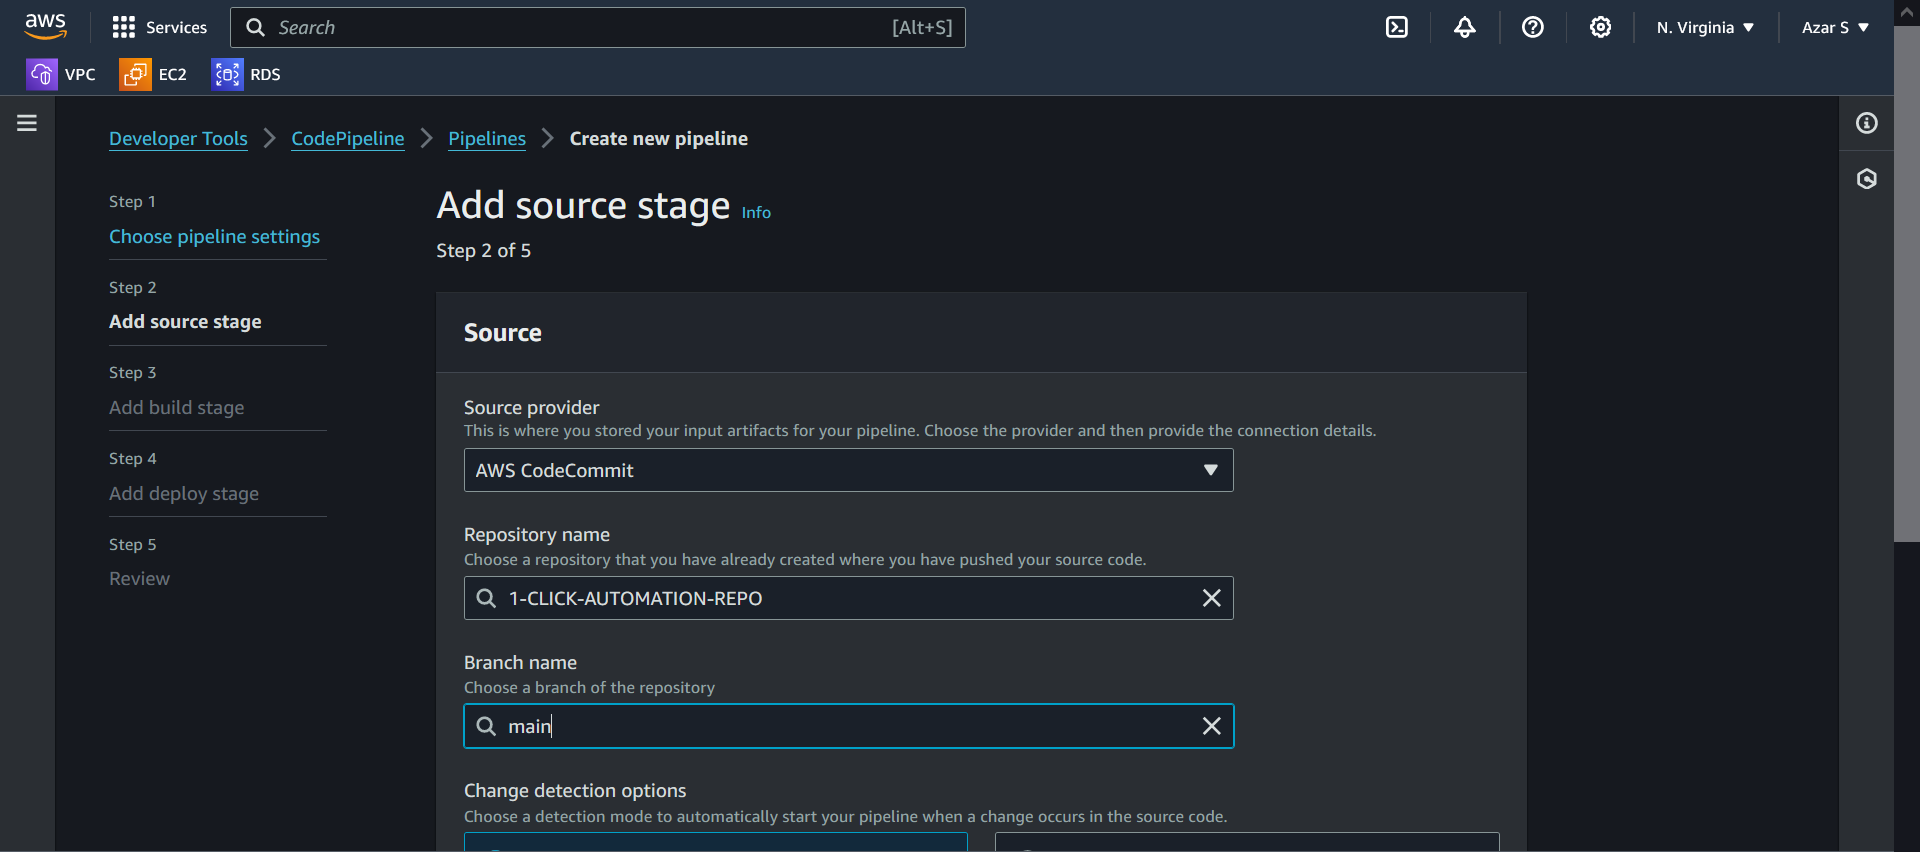 aws
Services
Search
[Alt+S]
N. Virginia
Azar S
VPC
EC2
RDS
Developer Tools
CodePipeline
Pipelines
Create new pipeline
Step 1
Choose pipeline settings
Step 2
Add source stage
Step 3
Add build stage
Step 4
Add deploy stage
Step 5
Review
Add source stage Info
Step 2 of 5
Source
Source provider
This is where you stored your input artifacts for your pipeline. Choose the provider and then provide the connection details.
AWS CodeCommit
Repository name
Choose a repository that you have already created where you have pushed your source code.
1-CLICK-AUTOMATION-REPO
Branch name
Choose a branch of the repository
main
Change detection options
Choose a detection mode to automatically start your pipeline when a change occurs in the source code.